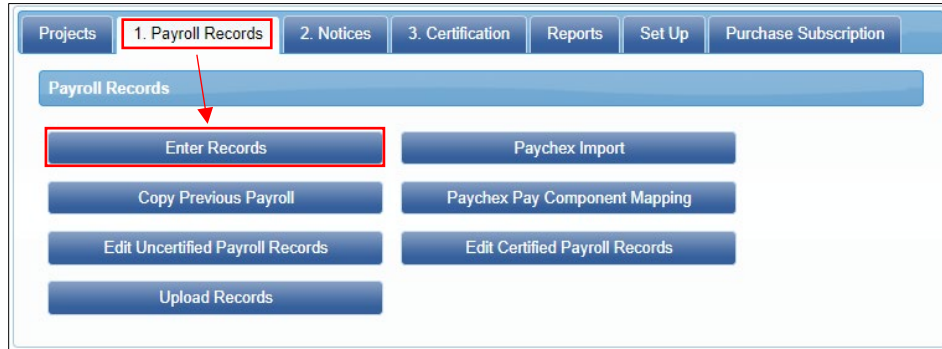 Projects 1. Payroll Records 2. Notices 3. Certification Reports Set Up Purchase Subscription
Payroll Records
Enter Records Paychex Import
Copy Previous Payroll Paychex Pay Component Mapping
Edit Uncertified Payroll Records Edit Certified Payroll Records
Upload Records